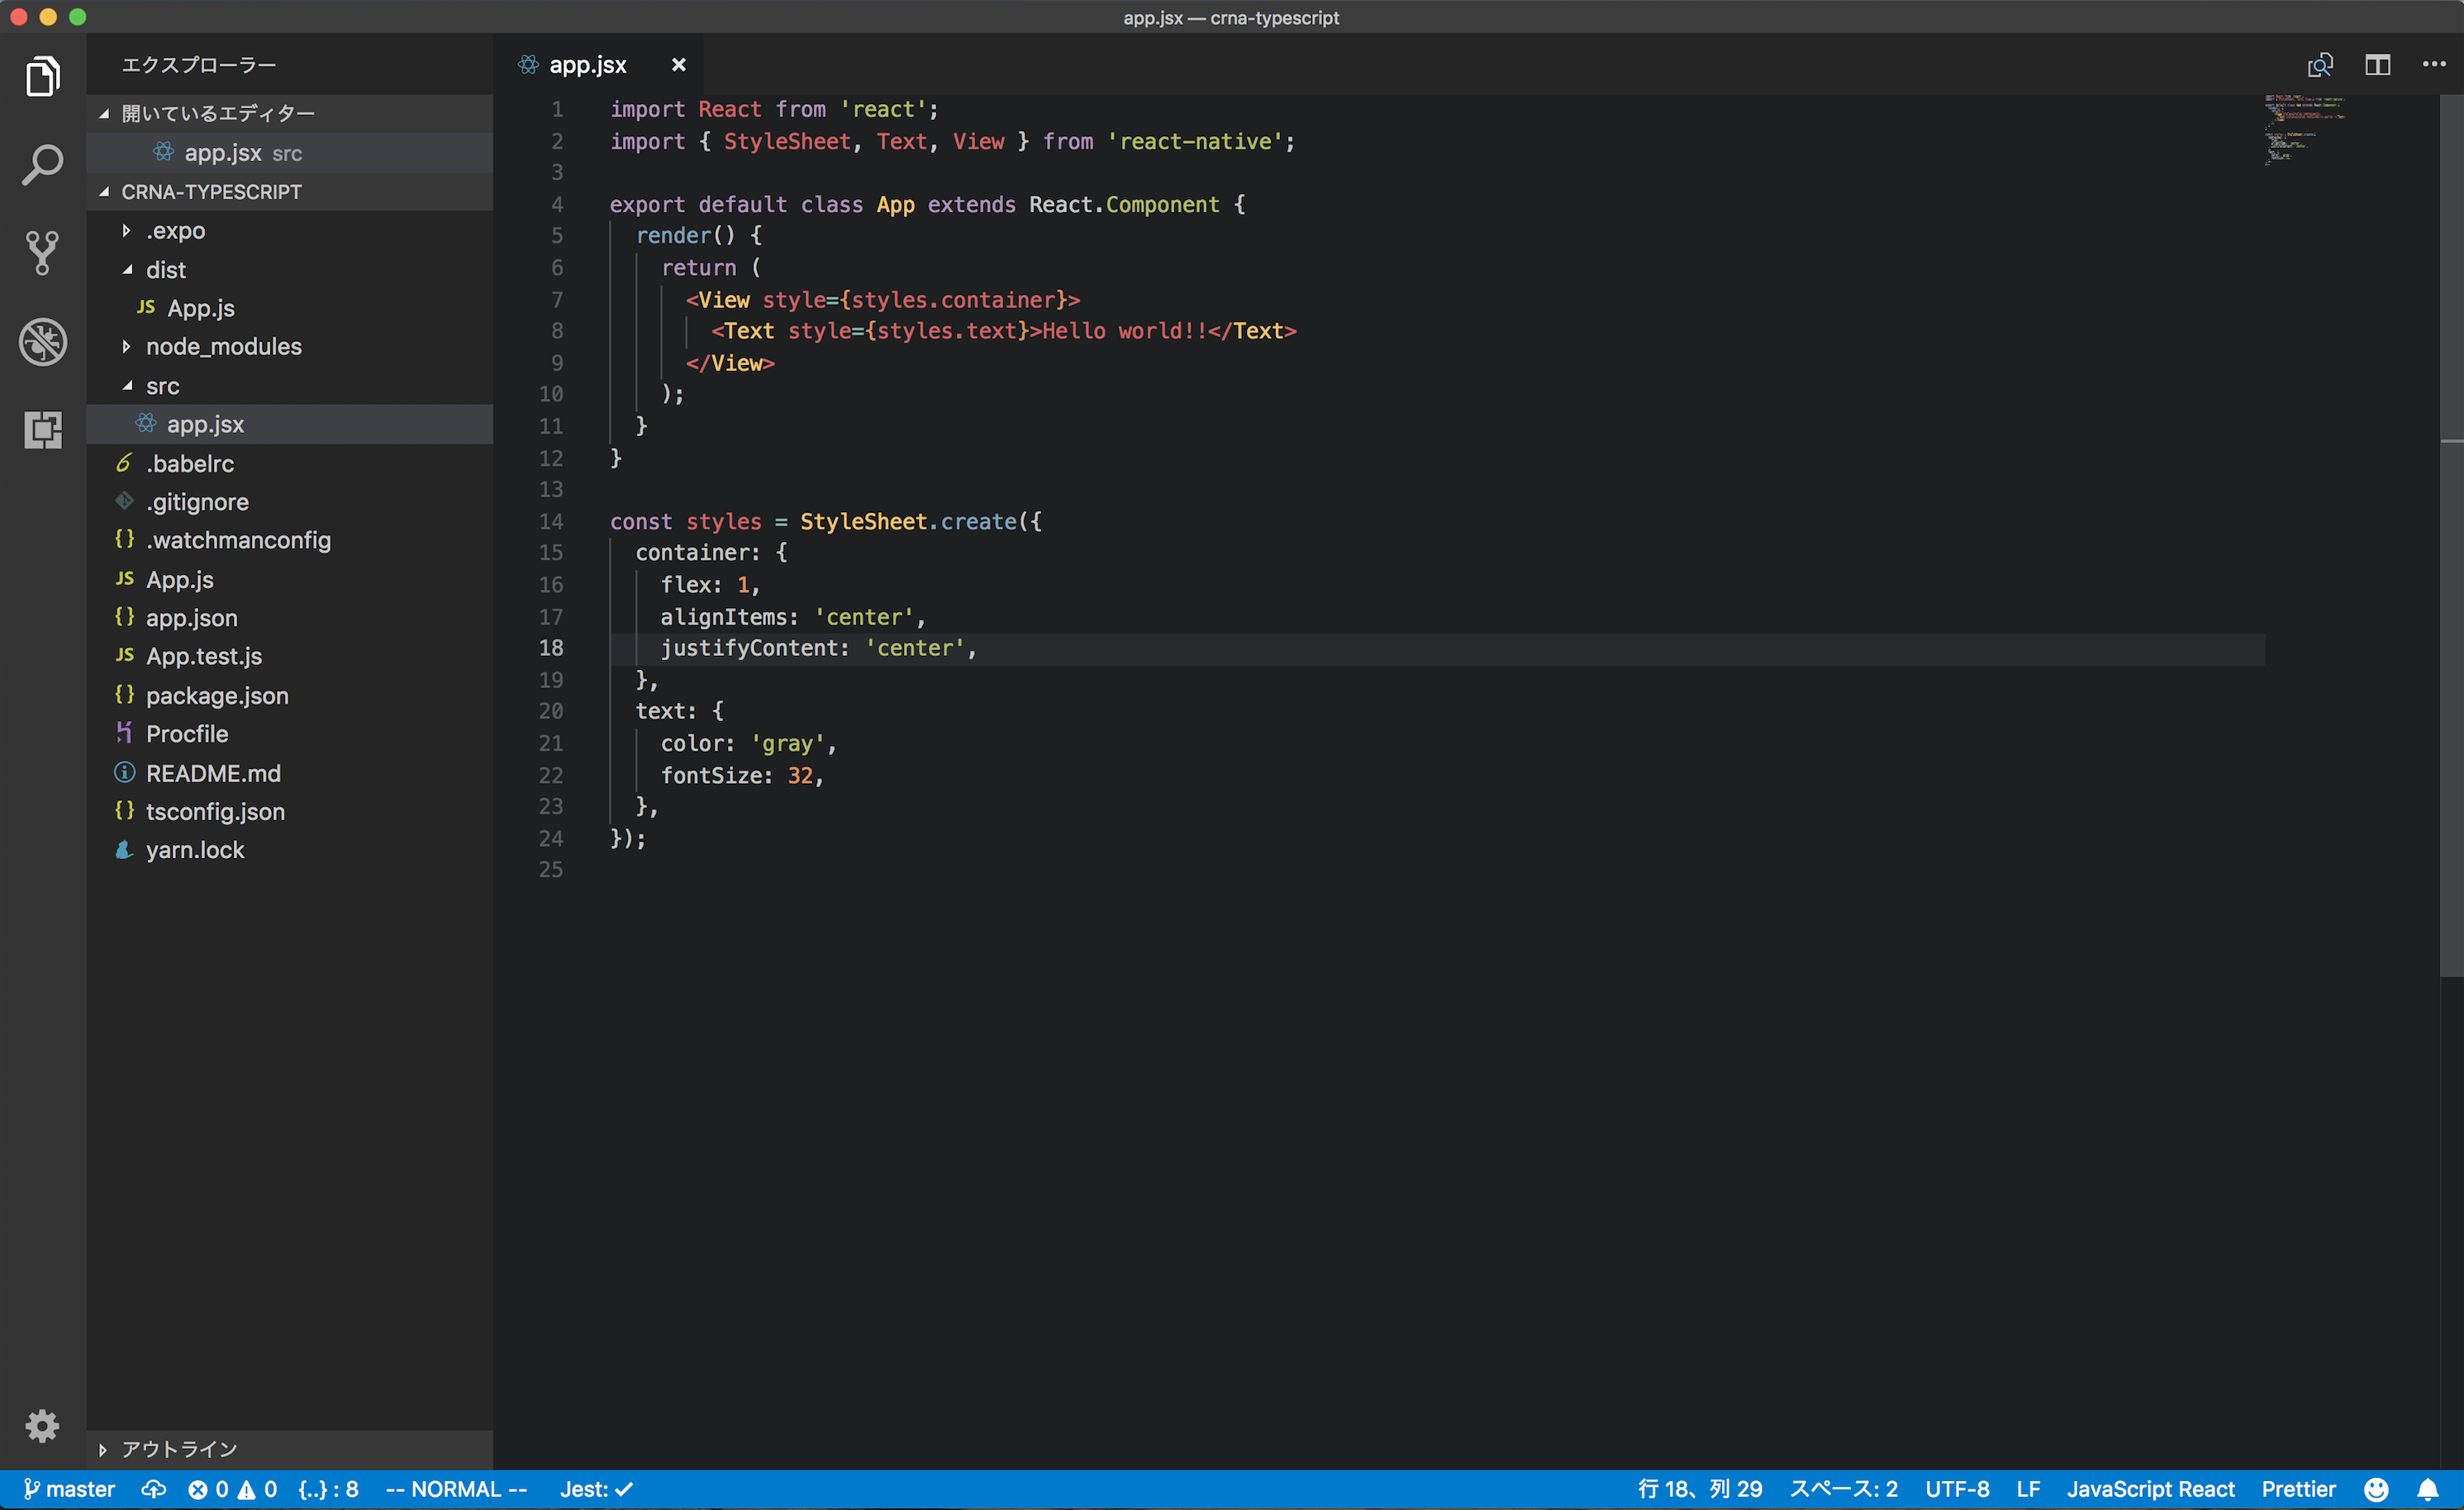 app.jsx — crna-typescript
エクスプローラー
開いているエディター
app.jsx src
CRNA-TYPESCRIPT
.expo
dist
JS App.js
node_modules
src
app.jsx
.babelrc
.gitignore
{} .watchmanconfig
JS App.js
{} app.json
JS App.test.js
{} package.json
Procfile
README.md
{} tsconfig.json
yarn.lock
アウトライン
app.jsx ×
1 import React from 'react';
2 import { StyleSheet, Text, View } from 'react-native';
3
4 export default class App extends React.Component {
5   render() {
6     return (
7       <View style={styles.container}>
8         <Text style={styles.text}>Hello world!!</Text>
9       </View>
10     );
11   }
12 }
13
14 const styles = StyleSheet.create({
15   container: {
16     flex: 1,
17     alignItems: 'center',
18     justifyContent: 'center',
19   },
20   text: {
21     color: 'gray',
22     fontSize: 32,
23   },
24 });
25
master 0 0 {..} : 8 -- NORMAL -- Jest: ✓ 行 18、列 29 スペース: 2 UTF-8 LF JavaScript React Prettier